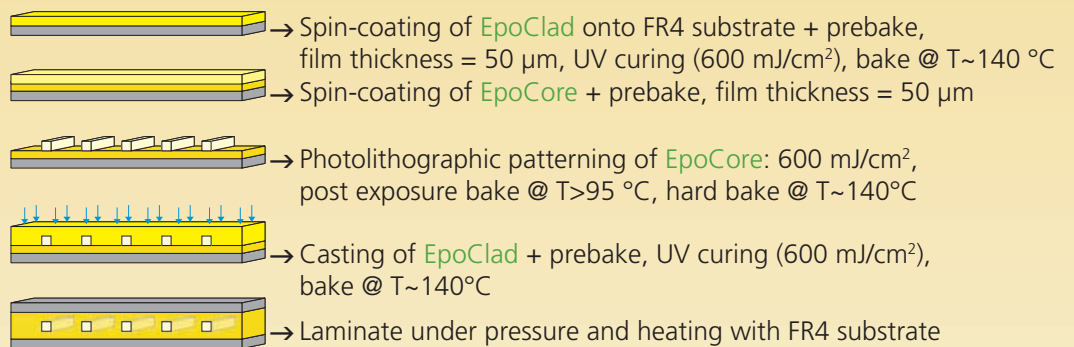 → Spin-coating of EpoClad onto FR4 substrate + prebake,
film thickness = 50 µm, UV curing (600 mJ/cm²), bake @ T~140 °C
→ Spin-coating of EpoCore + prebake, film thickness = 50 µm
→ Photolithographic patterning of EpoCore: 600 mJ/cm²,
post exposure bake @ T>95 °C, hard bake @ T~140°C
→ Casting of EpoClad + prebake, UV curing (600 mJ/cm²),
bake @ T~140°C
→ Laminate under pressure and heating with FR4 substrate